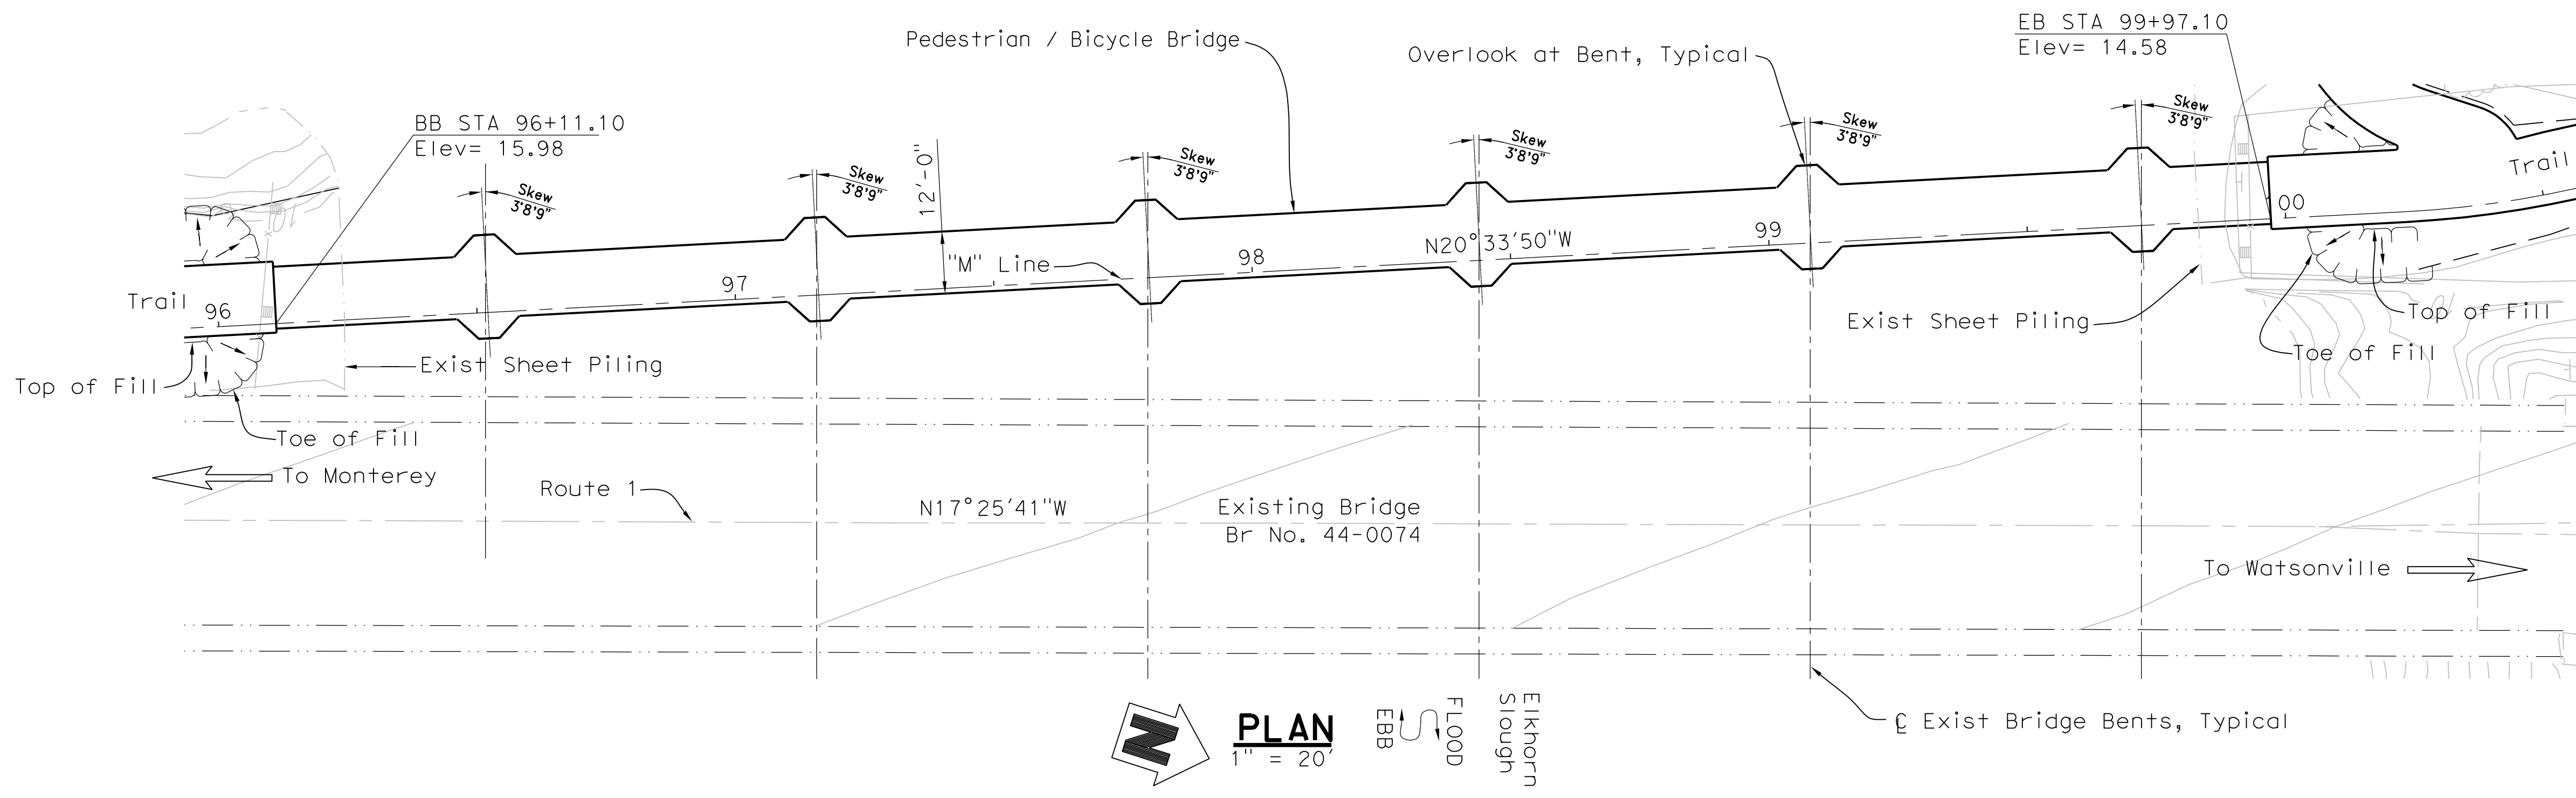 EB STA 99+97.10
Elev= 14.58
Pedestrian / Bicycle Bridge
Overlook at Bent, Typical
BB STA 96+11.10
Elev= 15.98
Skew
3°8'9"
Skew
3°8'9"
Skew
3°8'9"
Skew
3°8'9"
Skew
3°8'9"
Skew
3°8'9"
12'-0"
Trail
00
99
N20°33'50"W
98
"M" Line
97
96
Trail
Exist Sheet Piling
Top of Fill
Toe of Fill
Exist Sheet Piling
Top of Fill
Toe of Fill
To Monterey
Route 1
N17°25'41"W
Existing Bridge
Br No. 44-0074
To Watsonville
N
PLAN
1" = 20'
EBB
FLOOD
Elkhorn
Slough
℄ Exist Bridge Bents, Typical